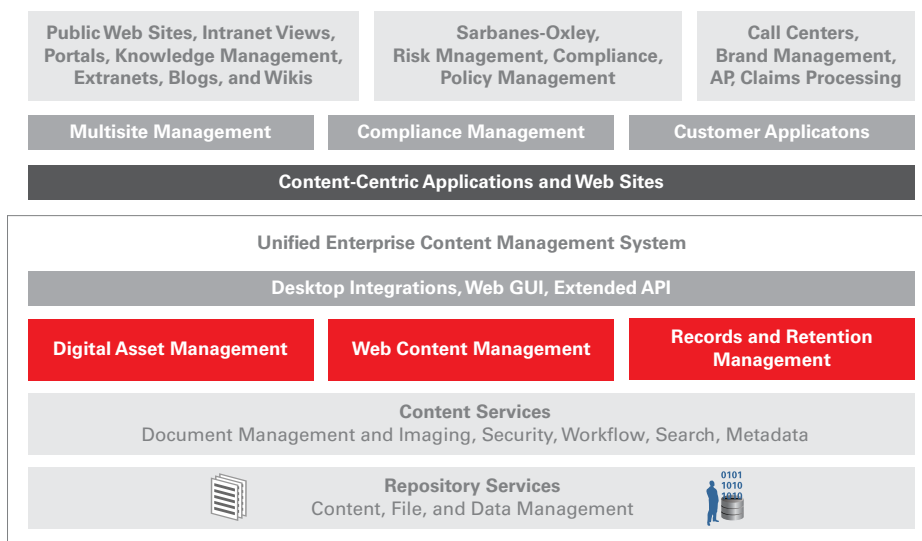 Public Web Sites, Intranet Views,
Portals, Knowledge Management,
Extranets, Blogs, and Wikis
Sarbanes-Oxley,
Risk Mnagement, Compliance,
Policy Management
Call Centers,
Brand Management,
AP, Claims Processing
Multisite Management
Compliance Management
Customer Applicatons
Content-Centric Applications and Web Sites
Unified Enterprise Content Management System
Desktop Integrations, Web GUI, Extended API
Digital Asset Management
Web Content Management
Records and Retention
Management
Content Services
Document Management and Imaging, Security, Workflow, Search, Metadata
Repository Services
Content, File, and Data Management
0101
1010
1010